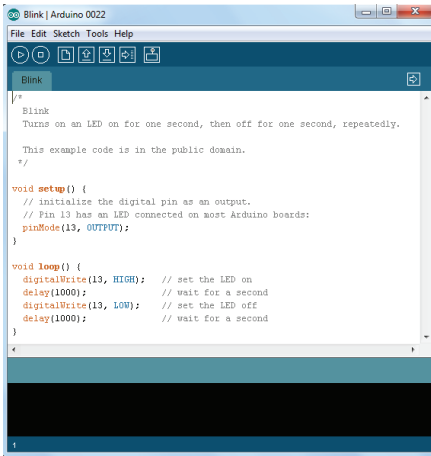 Blink | Arduino 0022
File Edit Sketch Tools Help
Blink
/*
  Blink
  Turns on an LED on for one second, then off for one second, repeatedly.

  This example code is in the public domain.
 */

void setup() {
  // initialize the digital pin as an output.
  // Pin 13 has an LED connected on most Arduino boards:
  pinMode(13, OUTPUT);
}

void loop() {
  digitalWrite(13, HIGH);   // set the LED on
  delay(1000);              // wait for a second
  digitalWrite(13, LOW);    // set the LED off
  delay(1000);              // wait for a second
}
1